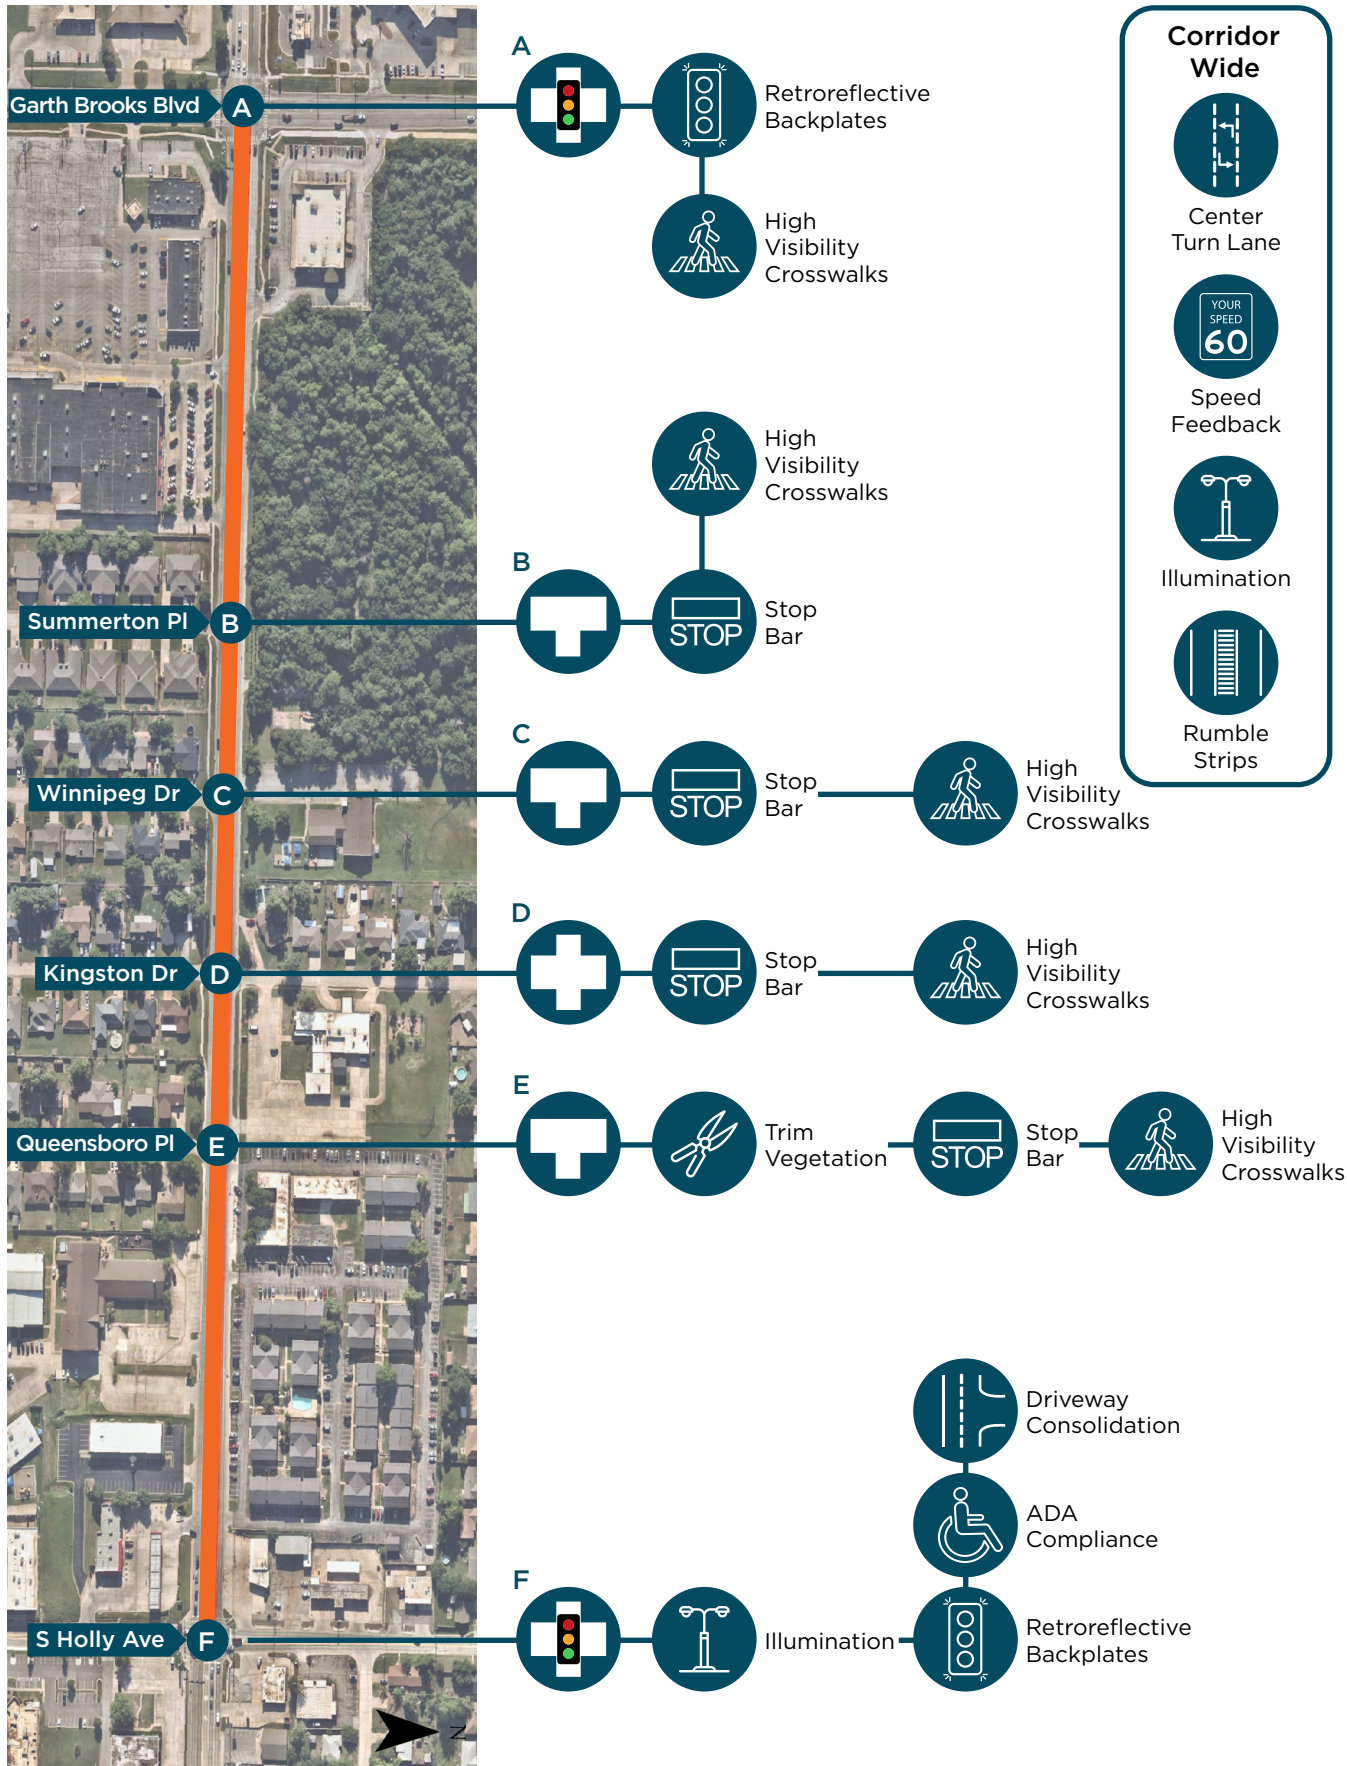 Garth Brooks Blvd
A
A
Retroreflective
Backplates
High
Visibility
Crosswalks
Corridor
Wide
Center
Turn Lane
YOUR
SPEED
60
Speed
Feedback
Illumination
Rumble
Strips
High
Visibility
Crosswalks
Summerton Pl
B
B
STOP
Stop
Bar
Winnipeg Dr
C
C
STOP
Stop
Bar
High
Visibility
Crosswalks
Kingston Dr
D
D
STOP
Stop
Bar
High
Visibility
Crosswalks
Queensboro Pl
E
E
Trim
Vegetation
STOP
Stop
Bar
High
Visibility
Crosswalks
Driveway
Consolidation
ADA
Compliance
S Holly Ave
F
F
Illumination
Retroreflective
Backplates
N